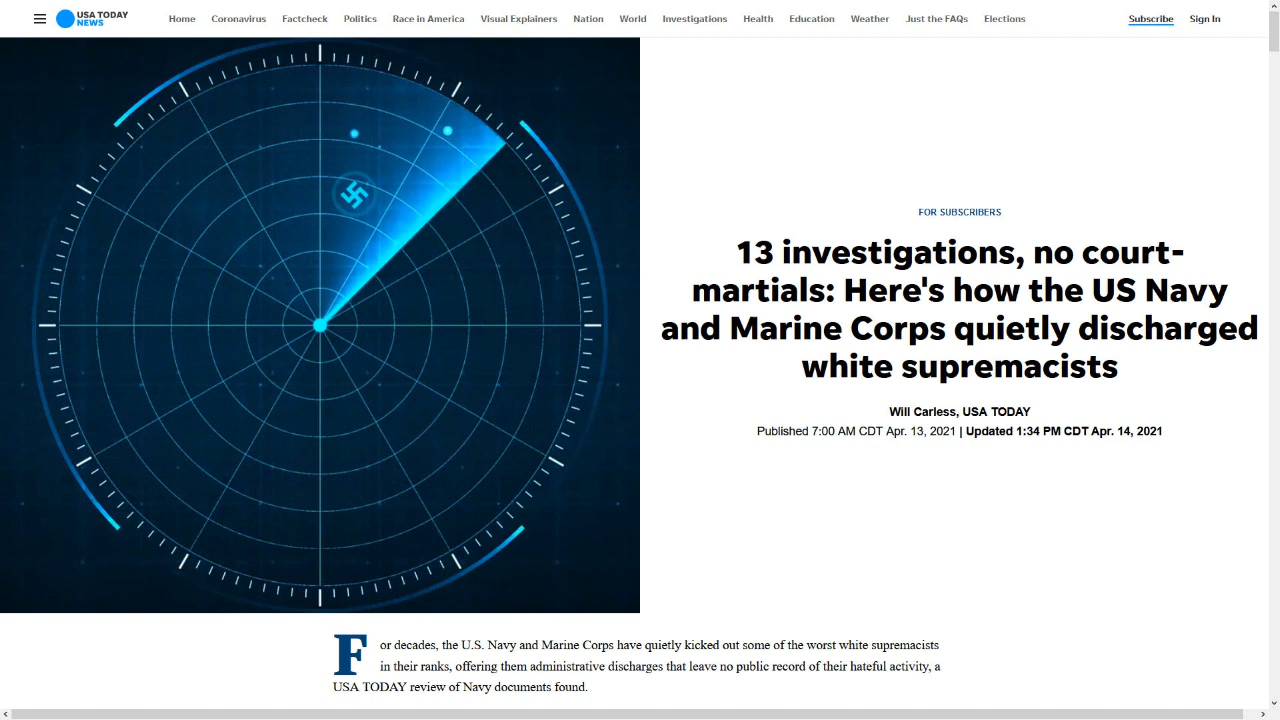 USA TODAY
NEWS
Home Coronavirus Factcheck Politics Race in America Visual Explainers Nation World Investigations Health Education Weather Just the FAQs Elections Subscribe Sign In
FOR SUBSCRIBERS
13 investigations, no court-
martials: Here's how the US Navy
and Marine Corps quietly discharged
white supremacists
Will Carless, USA TODAY
Published 7:00 AM CDT Apr. 13, 2021 | Updated 1:34 PM CDT Apr. 14, 2021
For decades, the U.S. Navy and Marine Corps have quietly kicked out some of the worst white supremacists
in their ranks, offering them administrative discharges that leave no public record of their hateful activity, a
USA TODAY review of Navy documents found.